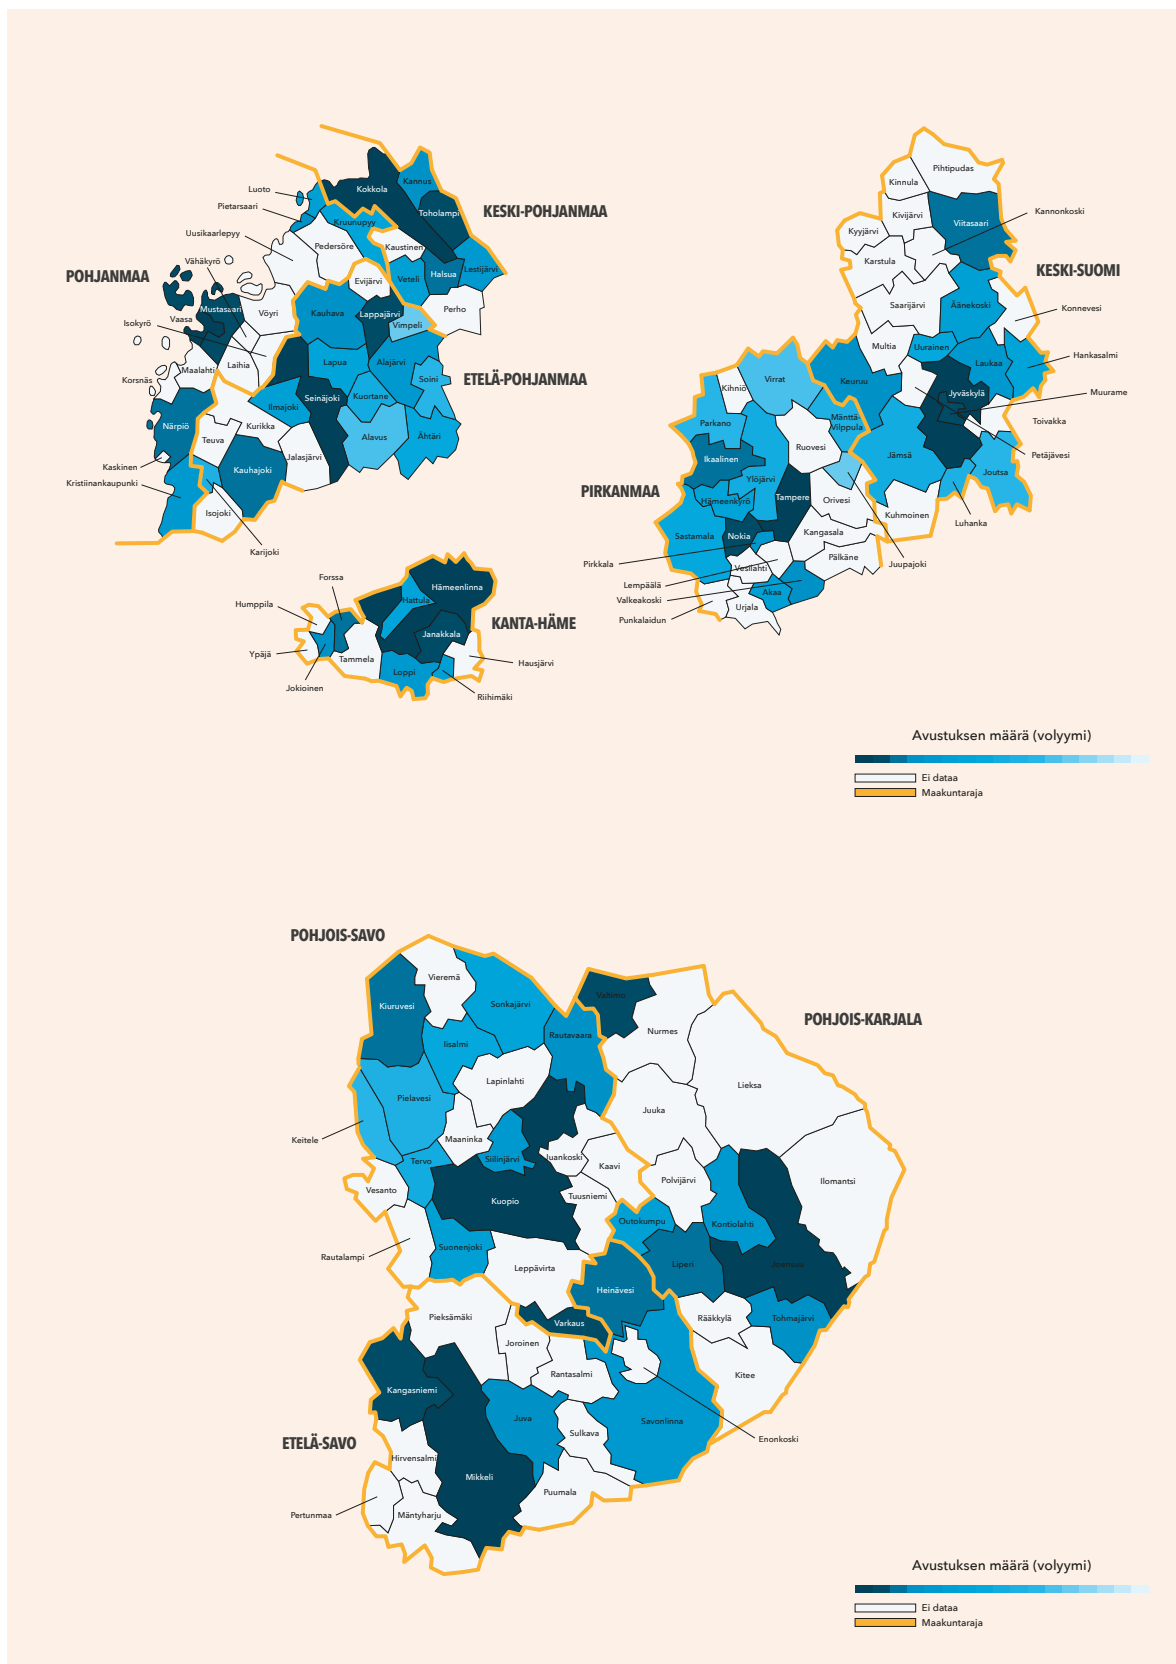 Kokkola
Kannus
Luoto
Pietarsaari
Toholampi
KESKI-POHJANMAA
Kruunupyy
Uusikaarlepyy
Pedersöre
Kaustinen
Vähäkyrö
POHJANMAA
Evijärvi
Veteli
Halsua
Lestijärvi
Mustasaari
Vöyri
Kauhava
Lappajärvi
Perho
Vaasa
Isokyrö
Vimpeli
Maalahti
Laihia
Lapua
Alajärvi
Korsnäs
Soini
ETELÄ-POHJANMAA
Seinäjoki
Kuortane
Ilmajoki
Närpiö
Kurikka
Teuva
Alavus
Ähtäri
Kaskinen
Kauhajoki
Jalasjärvi
Kristiinankaupunki
Isojoki
Karijoki
Pihtipudas
Kinnula
Kivijärvi
Kannonkoski
Viitasaari
Kyyjärvi
Karstula
KESKI-SUOMI
Saarijärvi
Äänekoski
Konnevesi
Multia
Uurainen
Laukaa
Hankasalmi
Virrat
Keuruu
Kihniö
Jyväskylä
Muurame
Parkano
Mänttä-
Vilppula
Toivakka
Ruovesi
Ikaalinen
Jämsä
Petäjävesi
Joutsa
Ylöjärvi
PIRKANMAA
Tampere
Orivesi
Hämeenkyrö
Kuhmoinen
Luhanka
Sastamala
Nokia
Kangasala
Pälkäne
Pirkkala
Juupajoki
Vesilahti
Lempäälä
Akaa
Valkeakoski
Urjala
Punkalaidun
Forssa
Hämeenlinna
Humppila
Hattula
KANTA-HÄME
Janakkala
Ypäjä
Tammela
Hausjärvi
Loppi
Jokioinen
Riihimäki
Avustuksen määrä (volyymi)
Ei dataa
Maakuntaraja
POHJOIS-SAVO
Vieremä
Kiuruvesi
Sonkajärvi
Valtimo
POHJOIS-KARJALA
Nurmes
Rautavaara
Iisalmi
Lapinlahti
Lieksa
Pielavesi
Juuka
Keitele
Maaninka
Siilinjärvi
Juankoski
Tervo
Kaavi
Vesanto
Polvijärvi
Ilomantsi
Kuopio
Tuusniemi
Outokumpu
Kontiolahti
Rautalampi
Suonenjoki
Leppävirta
Liperi
Joensuu
Heinävesi
Pieksämäki
Varkaus
Rääkkylä
Tohmajärvi
Joroinen
Rantasalmi
Kitee
Kangasniemi
Juva
Savonlinna
Sulkava
Enonkoski
ETELÄ-SAVO
Hirvensalmi
Mikkeli
Puumala
Pertunmaa
Mäntyharju
Avustuksen määrä (volyymi)
Ei dataa
Maakuntaraja